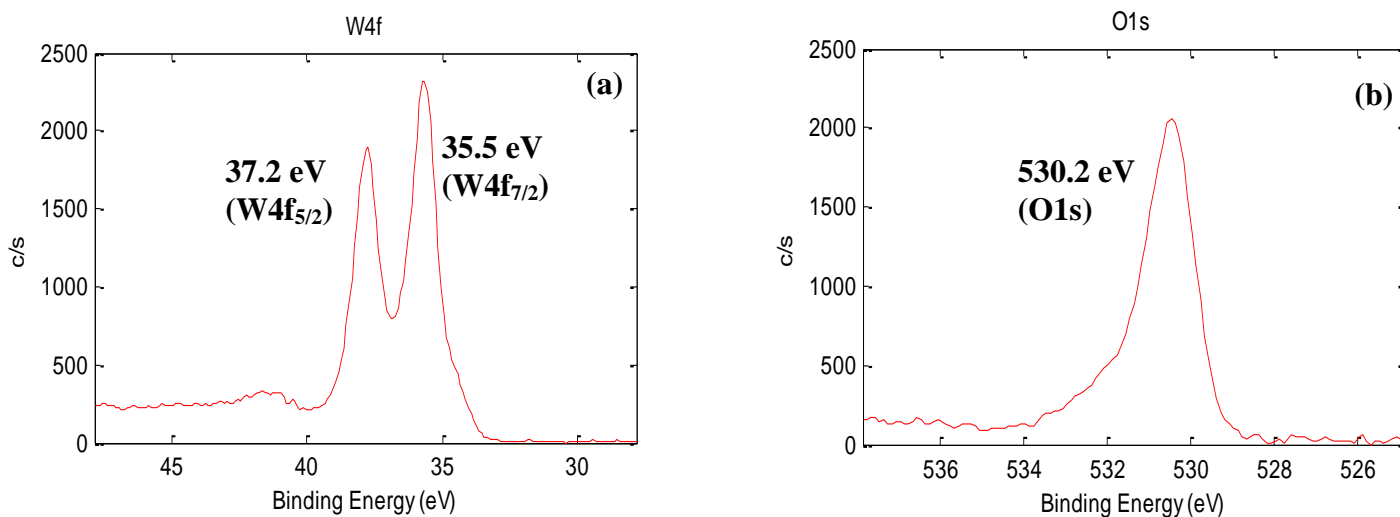 W4f
2500
2000
1500
1000
500
0
c/s
45
40
35
30
Binding Energy (eV)
(a)
37.2 eV
(W4f5/2)
35.5 eV
(W4f7/2)
O1s
2500
2000
1500
1000
500
0
c/s
536
534
532
530
528
526
Binding Energy (eV)
(b)
530.2 eV
(O1s)